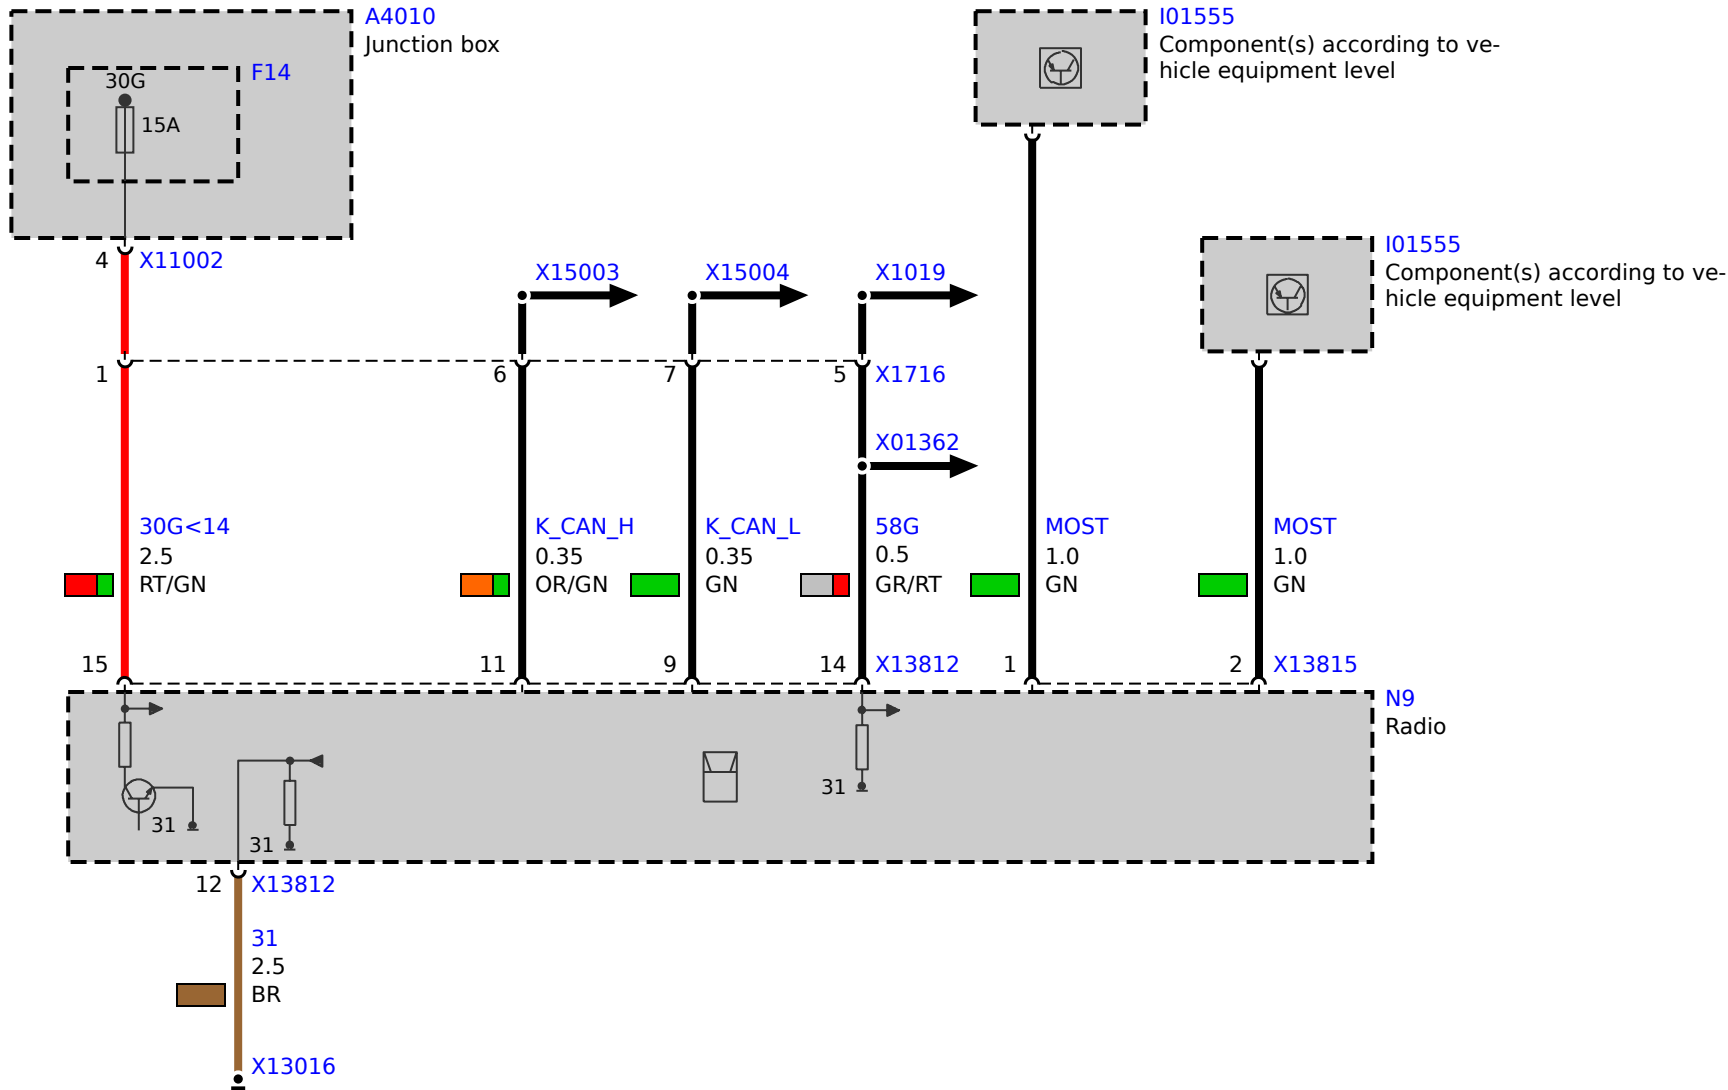 A4010
Junction box
F14
30G
15A
I01555
Component(s) according to ve-
hicle equipment level
I01555
Component(s) according to ve-
hicle equipment level
4 X11002
X15003
X15004
X1019
1
6
7
5 X1716
X01362
30G<14
2.5
RT/GN
K_CAN_H
0.35
OR/GN
K_CAN_L
0.35
GN
58G
0.5
GR/RT
MOST
1.0
GN
MOST
1.0
GN
15
11
9
14 X13812
1
2 X13815
N9
Radio
31
31
31
12 X13812
31
2.5
BR
X13016